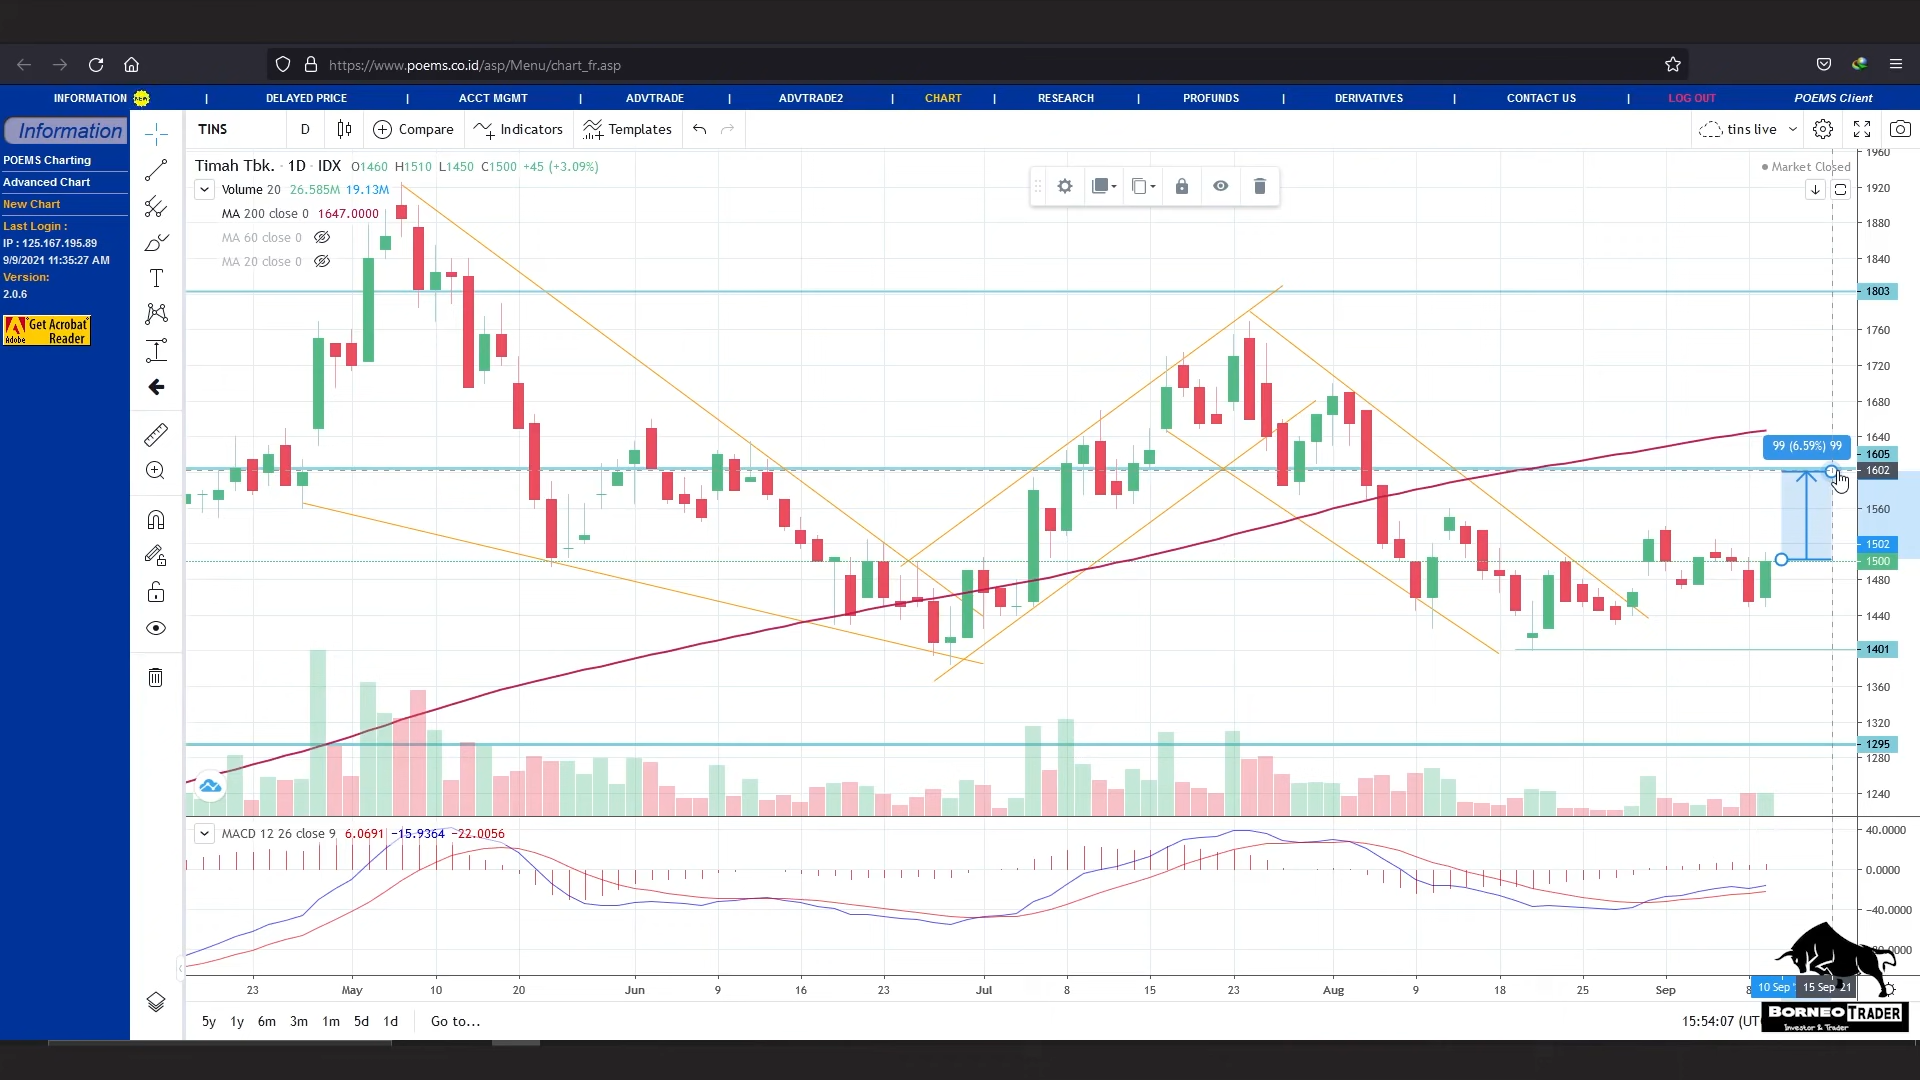 https://www.poems.co.id/asp/Menu/chart_fr.asp
INFORMATION NEW | DELAYED PRICE | ACCT MGMT | ADVTRADE | ADVTRADE2 | CHART | RESEARCH | PROFUNDS | DERIVATIVES | CONTACT US | LOG OUT POEMS Client
Information
POEMS Charting
Advanced Chart
New Chart
Last Login :
IP : 125.167.195.89
9/9/2021 11:35:27 AM
Version:
2.0.6
Get Acrobat
Adobe Reader
TINS D Compare Indicators Templates tins live
Timah Tbk. · 1D · IDX O1460 H1510 L1450 C1500 +45 (+3.09%)
Market Closed
Volume 20 26.585M 19.13M
MA 200 close 0 1647.0000
MA 60 close 0
MA 20 close 0
99 (6.59%) 99
1960
1920
1880
1840
1803
1760
1720
1680
1640
1605
1602
1560
1502
1500
1480
1440
1401
1360
1320
1295
1280
1240
MACD 12 26 close 9 6.0691 −15.9364 −22.0056
40.0000
0.0000
−40.0000
23 May 10 20 Jun 9 16 23 Jul 8 15 23 Aug 9 18 25 Sep 8 10 Sep 15 Sep 21
5y 1y 6m 3m 1m 5d 1d Go to...
15:54:07 (UT
BORNEO TRADER
Investor & Trader